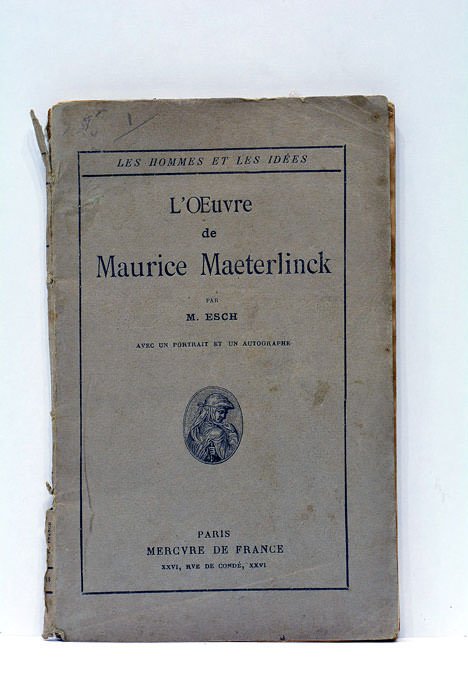 LES HOMMES ET LES IDÉES
L'Œuvre
de
Maurice Maeterlinck
PAR
M. ESCH
AVEC UN PORTRAIT ET UN AUTOGRAPHE
PARIS
MERCVRE DE FRANCE
XXVI, RVE DE CONDÉ, XXVI